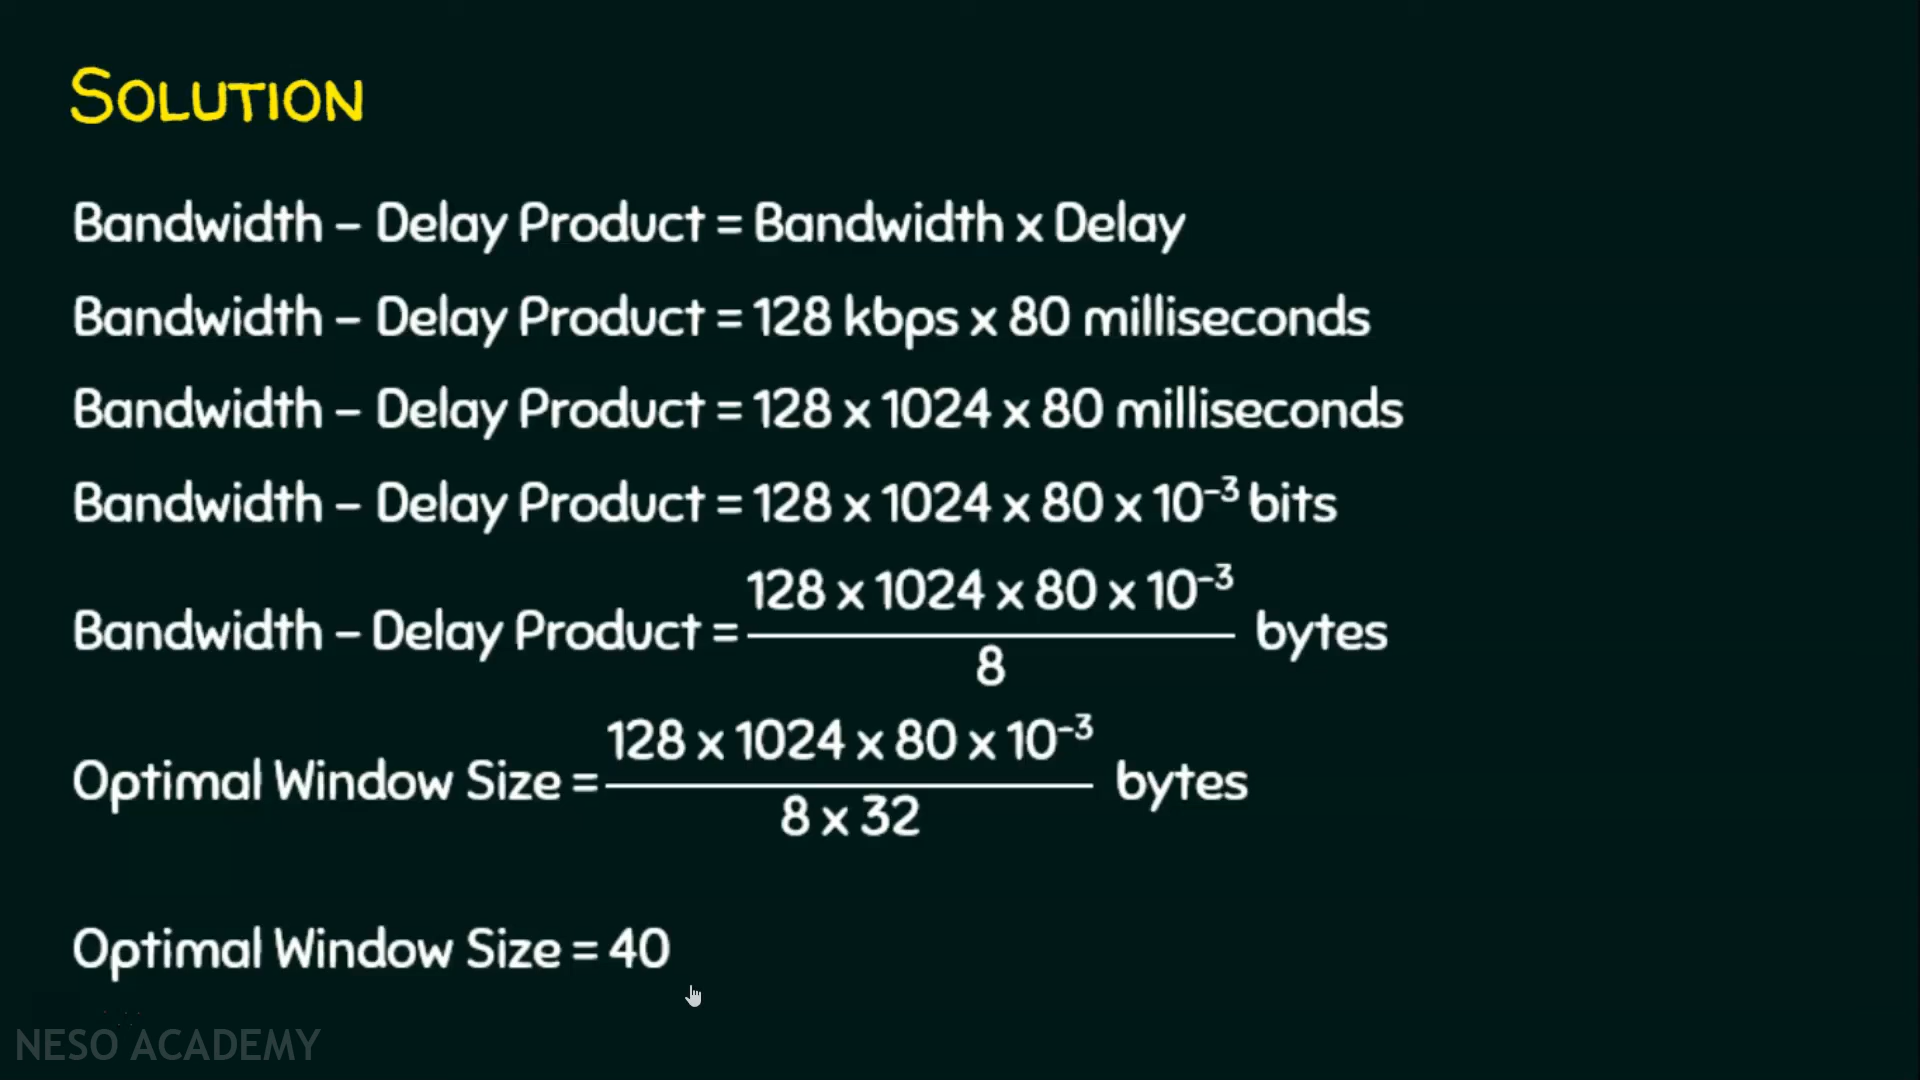 SOLUTION
Bandwidth – Delay Product = Bandwidth x Delay
Bandwidth – Delay Product = 128 kbps x 80 milliseconds
Bandwidth – Delay Product = 128 x 1024 x 80 milliseconds
Bandwidth – Delay Product = 128 x 1024 x 80 x 10⁻³ bits
128 x 1024 x 80 x 10⁻³
Bandwidth – Delay Product = bytes
8
128 x 1024 x 80 x 10⁻³
Optimal Window Size = bytes
8 x 32
Optimal Window Size = 40
NESO ACADEMY